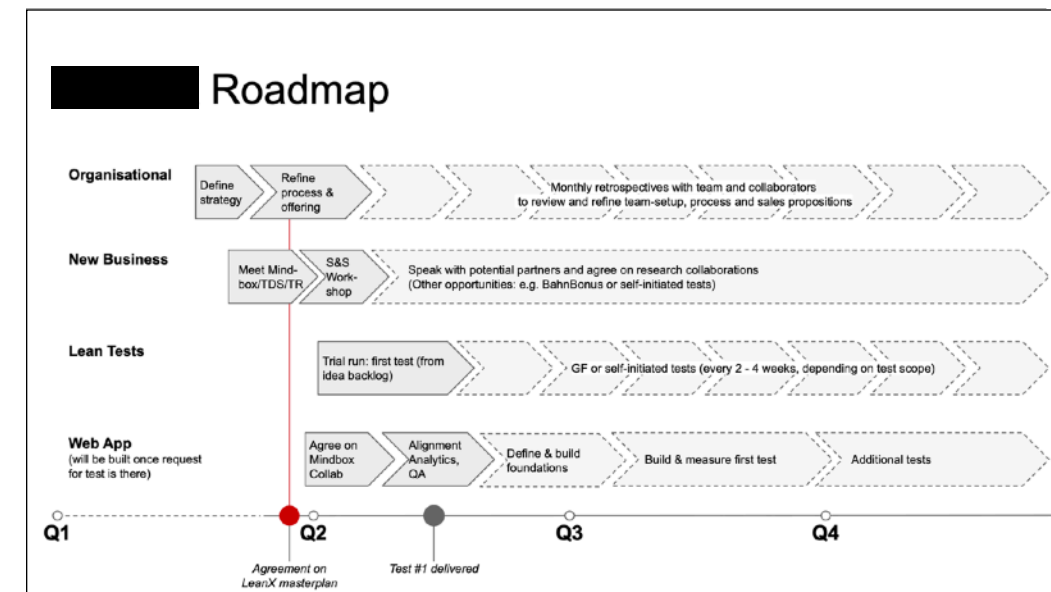 Roadmap
Organisational
Define
strategy
Refine
process &
offering
Monthly retrospectives with team and collaborators
to review and refine team-setup, process and sales propositions
New Business
Meet Mind-
box/TDS/TR
S&S
Work-
shop
Speak with potential partners and agree on research collaborations
(Other opportunities: e.g. BahnBonus or self-initiated tests)
Lean Tests
Trial run: first test (from
idea backlog)
GF or self-initiated tests (every 2 - 4 weeks, depending on test scope)
Web App
(will be built once request
for test is there)
Agree on
Mindbox
Collab
Alignment
Analytics,
QA
Define & build
foundations
Build & measure first test
Additional tests
Q1
Q2
Q3
Q4
Agreement on
LeanX masterplan
Test #1 delivered